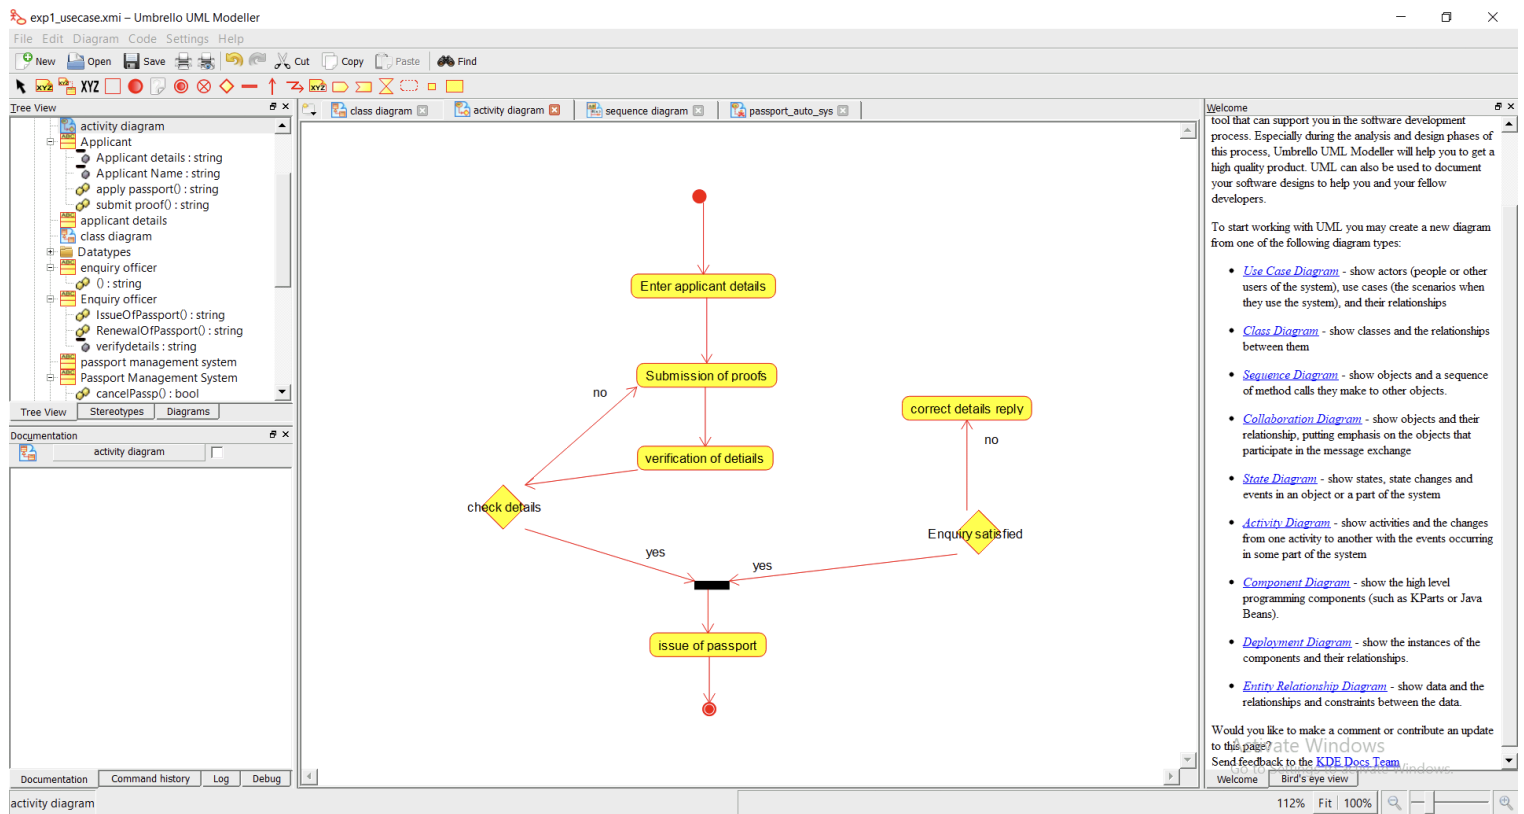 exp1_usecase.xmi – Umbrello UML Modeller
File Edit Diagram Code Settings Help
New Open Save Cut Copy Paste Find
XYZ
Tree View
activity diagram
Applicant
Applicant details : string
Applicant Name : string
apply passport() : string
submit proof() : string
applicant details
class diagram
Datatypes
enquiry officer
() : string
Enquiry officer
IssueOfPassport() : string
RenewalOfPassport() : string
verifydetails : string
passport management system
Passport Management System
cancelPassp() : bool
Tree View Stereotypes Diagrams
Documentation
activity diagram
Documentation Command history Log Debug
activity diagram
class diagram activity diagram sequence diagram passport_auto_sys
Enter applicant details
Submission of proofs
no
correct details reply
no
verification of detiails
check details
Enquiry satisfied
yes
yes
issue of passport
Welcome
tool that can support you in the software development
process. Especially during the analysis and design phases of
this process, Umbrello UML Modeller will help you to get a
high quality product. UML can also be used to document
your software designs to help you and your fellow
developers.
To start working with UML you may create a new diagram
from one of the following diagram types:
Use Case Diagram - show actors (people or other
users of the system), use cases (the scenarios when
they use the system), and their relationships
Class Diagram - show classes and the relationships
between them
Sequence Diagram - show objects and a sequence
of method calls they make to other objects.
Collaboration Diagram - show objects and their
relationship, putting emphasis on the objects that
participate in the message exchange
State Diagram - show states, state changes and
events in an object or a part of the system
Activity Diagram - show activities and the changes
from one activity to another with the events occurring
in some part of the system
Component Diagram - show the high level
programming components (such as KParts or Java
Beans).
Deployment Diagram - show the instances of the
components and their relationships.
Entity Relationship Diagram - show data and the
relationships and constraints between the data.
Would you like to make a comment or contribute an update
to this page?
Activate Windows
Send feedback to the KDE Docs Team
Go to Settings to activate Windows.
Welcome Bird's eye view
112% Fit 100%